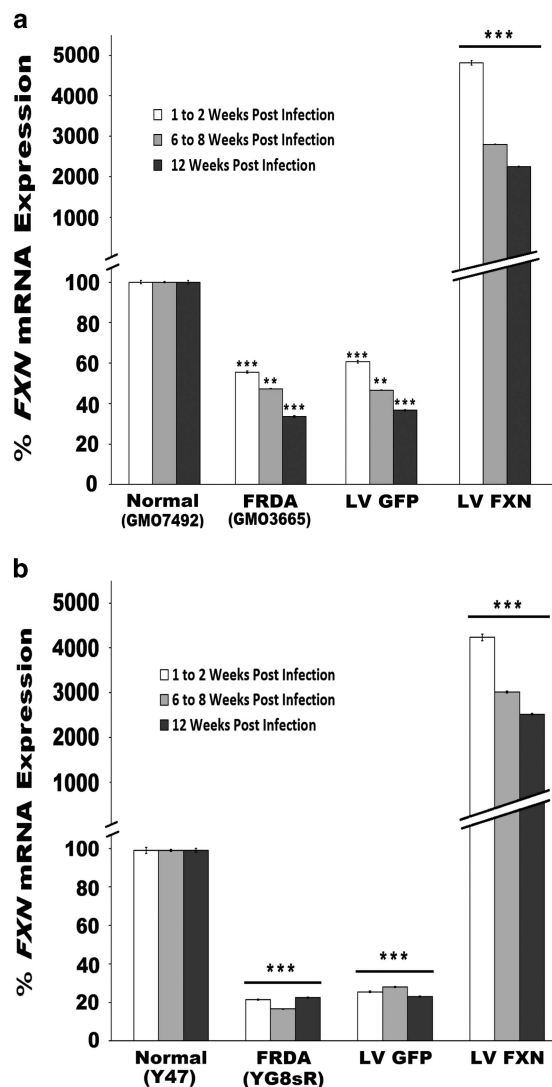 a
% FXN mRNA Expression
5000
4000
3000
2000
1000
100
80
60
40
20
0
1 to 2 Weeks Post Infection
6 to 8 Weeks Post Infection
12 Weeks Post Infection
***
*** ** ***
*** ** ***
Normal FRDA LV GFP LV FXN
(GMO7492) (GMO3665)
b
% FXN mRNA Expression
5000
4000
3000
2000
1000
100
80
60
40
20
0
1 to 2 Weeks Post Infection
6 to 8 Weeks Post Infection
12 Weeks Post Infection
***
***
***
Normal FRDA LV GFP LV FXN
(Y47) (YG8sR)